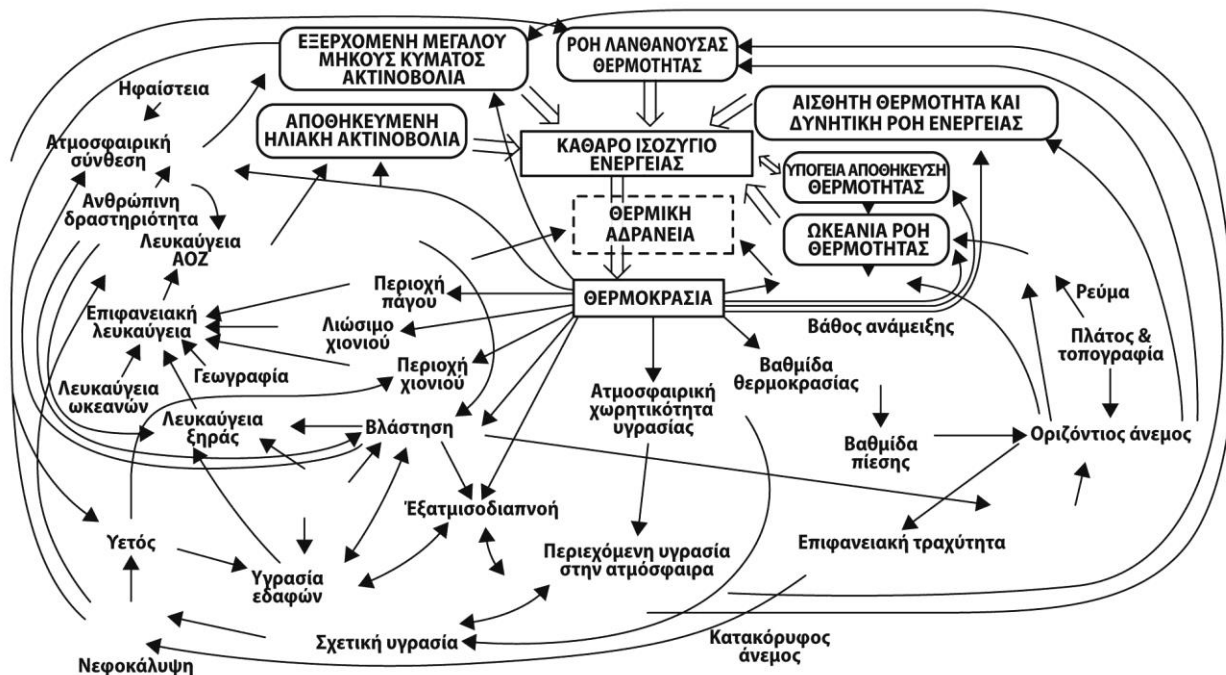 ΕΞΕΡΧΟΜΕΝΗ ΜΕΓΑΛΟΥ
ΜΗΚΟΥΣ ΚΥΜΑΤΟΣ
ΑΚΤΙΝΟΒΟΛΙΑ
ΡΟΗ ΛΑΝΘΑΝΟΥΣΑΣ
ΘΕΡΜΟΤΗΤΑΣ
Ηφαίστεια
ΑΠΟΘΗΚΕΥΜΕΝΗ
ΗΛΙΑΚΗ ΑΚΤΙΝΟΒΟΛΙΑ
ΑΙΣΘΗΤΗ ΘΕΡΜΟΤΗΤΑ ΚΑΙ
ΔΥΝΗΤΙΚΗ ΡΟΗ ΕΝΕΡΓΕΙΑΣ
Ατμοσφαιρική
σύνθεση
ΚΑΘΑΡΟ ΙΣΟΖΥΓΙΟ
ΕΝΕΡΓΕΙΑΣ
ΥΠΟΓΕΙΑ ΑΠΟΘΗΚΕΥΣΗ
ΘΕΡΜΟΤΗΤΑΣ
Ανθρώπινη
δραστηριότητα
ΘΕΡΜΙΚΗ
ΑΔΡΑΝΕΙΑ
ΩΚΕΑΝΙΑ ΡΟΗ
ΘΕΡΜΟΤΗΤΑΣ
Λευκαύγεια
ΑΟΖ
Περιοχή
πάγου
ΘΕΡΜΟΚΡΑΣΙΑ
Ρεύμα
Επιφανειακή
λευκαύγεια
Λιώσιμο
χιονιού
Βάθος ανάμειξης
Πλάτος &
τοπογραφία
Γεωγραφία
Περιοχή
χιονιού
Βαθμίδα
θερμοκρασίας
Λευκαύγεια
ωκεανών
Ατμοσφαιρική
χωρητικότητα
υγρασίας
Λευκαύγεια
ξηράς
Βλάστηση
Βαθμίδα
πίεσης
Οριζόντιος άνεμος
Έξατμισοδιαπνοή
Υετός
Περιεχόμενη υγρασία
στην ατμόσφαιρα
Επιφανειακή τραχύτητα
Υγρασία
εδαφών
Σχετική υγρασία
Κατακόρυφος
άνεμος
Νεφοκάλυψη